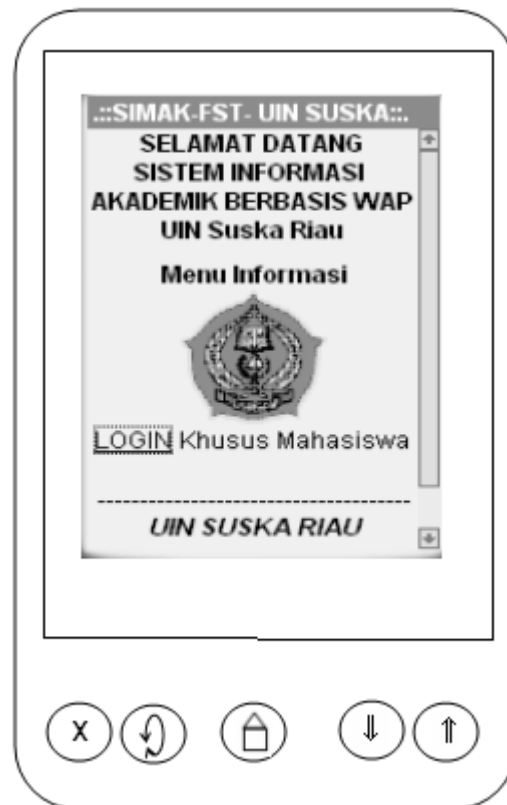 .::SIMAK-FST- UIN SUSKA::.
SELAMAT DATANG
SISTEM INFORMASI
AKADEMIK BERBASIS WAP
UIN Suska Riau
Menu Informasi
LOGIN Khusus Mahasiswa
------------------------------------
UIN SUSKA RIAU
X ⇓ ⇑